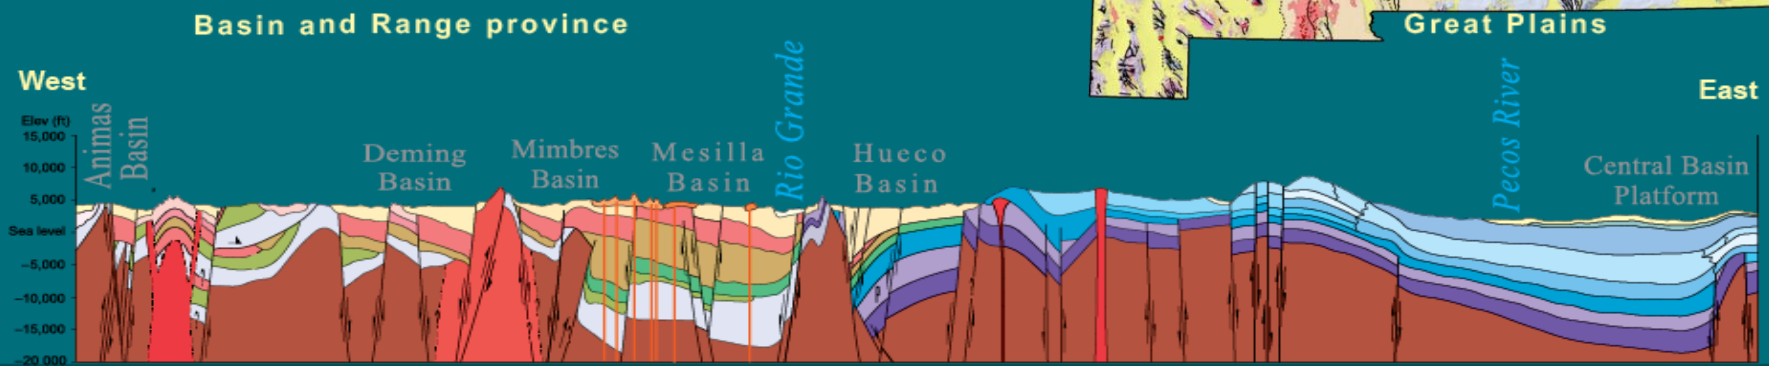 Basin and Range province
Great Plains
West
East
Animas
Basin
Deming
Basin
Mimbres
Basin
Mesilla
Basin
Rio Grande
Hueco
Basin
Pecos River
Central Basin
Platform
Elev (ft)
15,000
10,000
5,000
Sea level
–5,000
–10,000
–15,000
–20 000